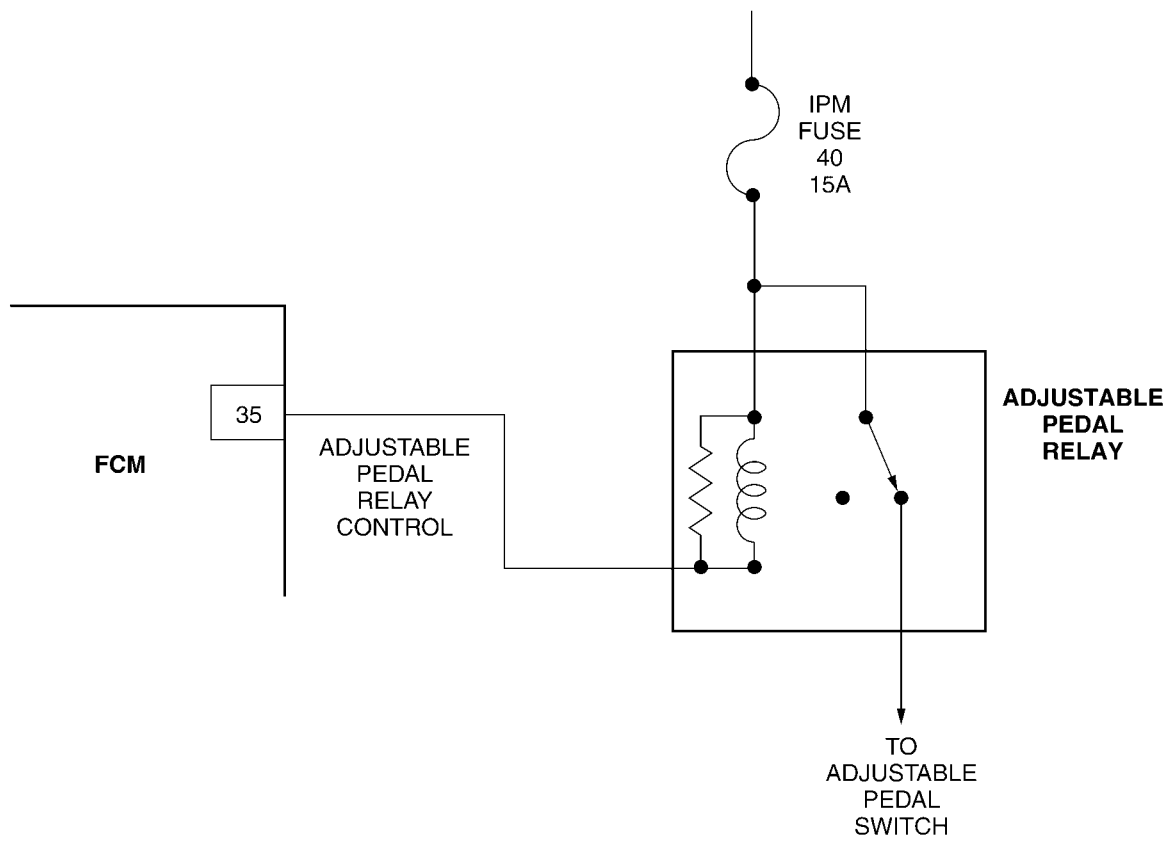 IPM
FUSE
40
15A
35
FCM
ADJUSTABLE
PEDAL
RELAY
CONTROL
ADJUSTABLE
PEDAL
RELAY
TO
ADJUSTABLE
PEDAL
SWITCH